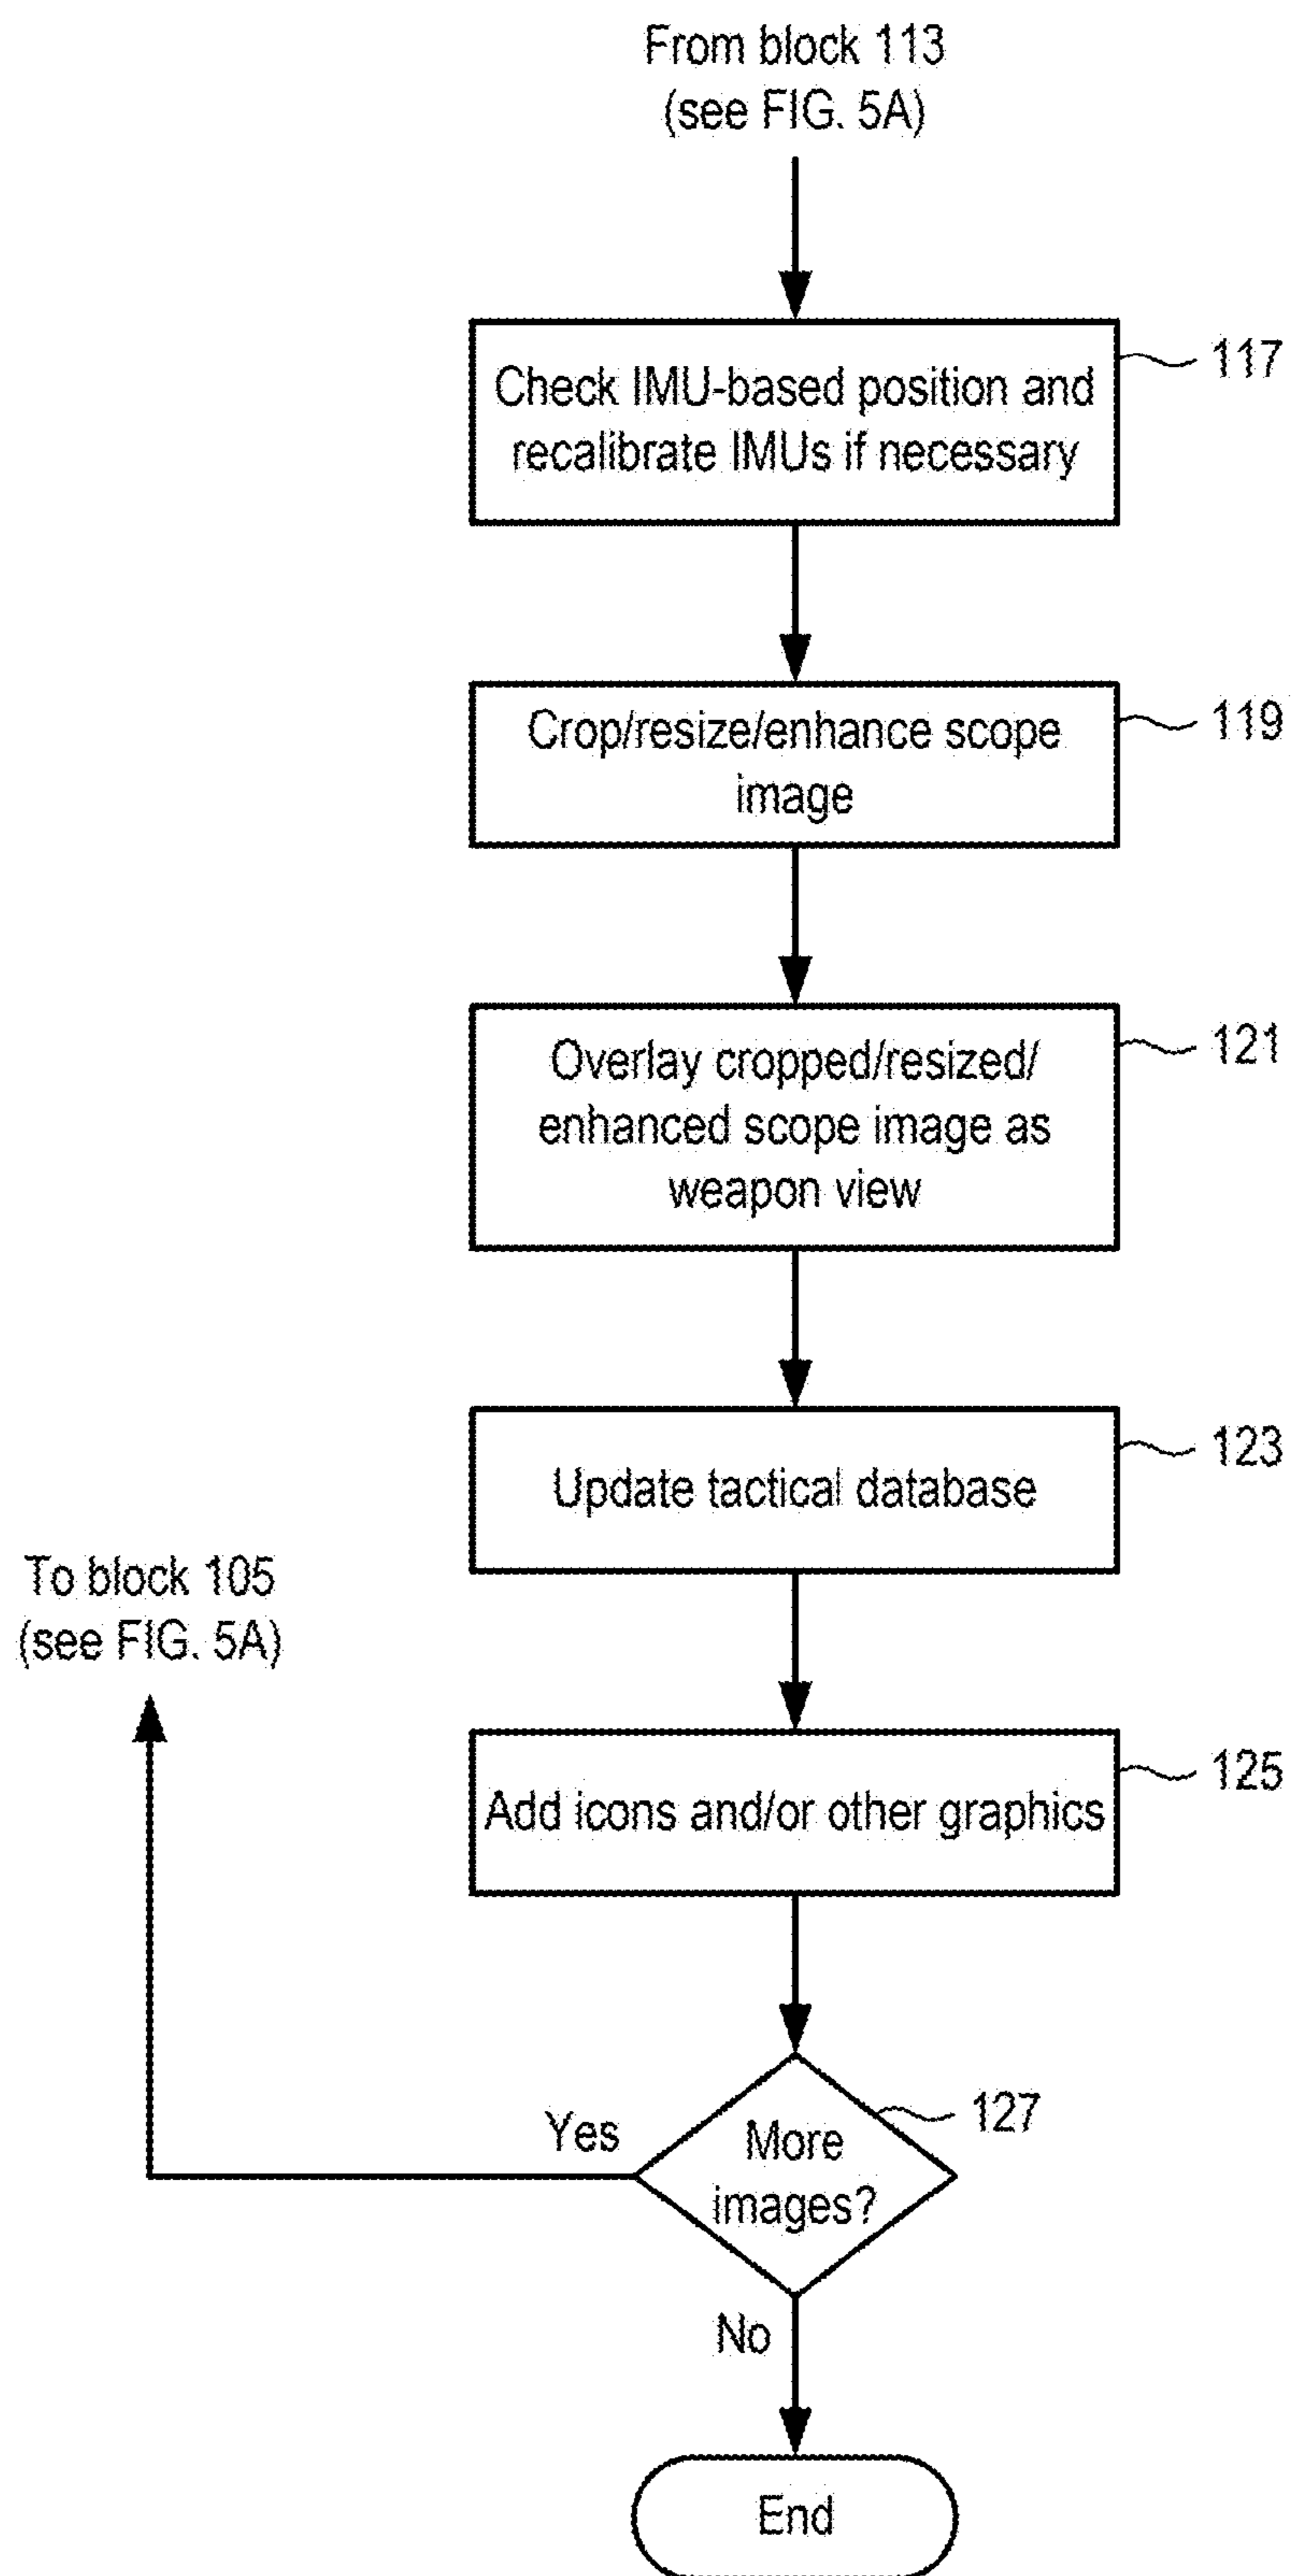 From block 113
(see FIG. 5A)
Check IMU-based position and
recalibrate IMUs if necessary
117
Crop/resize/enhance scope
image
119
Overlay cropped/resized/
enhanced scope image as
weapon view
121
Update tactical database
123
To block 105
(see FIG. 5A)
Add icons and/or other graphics
125
More
images?
127
Yes
No
End